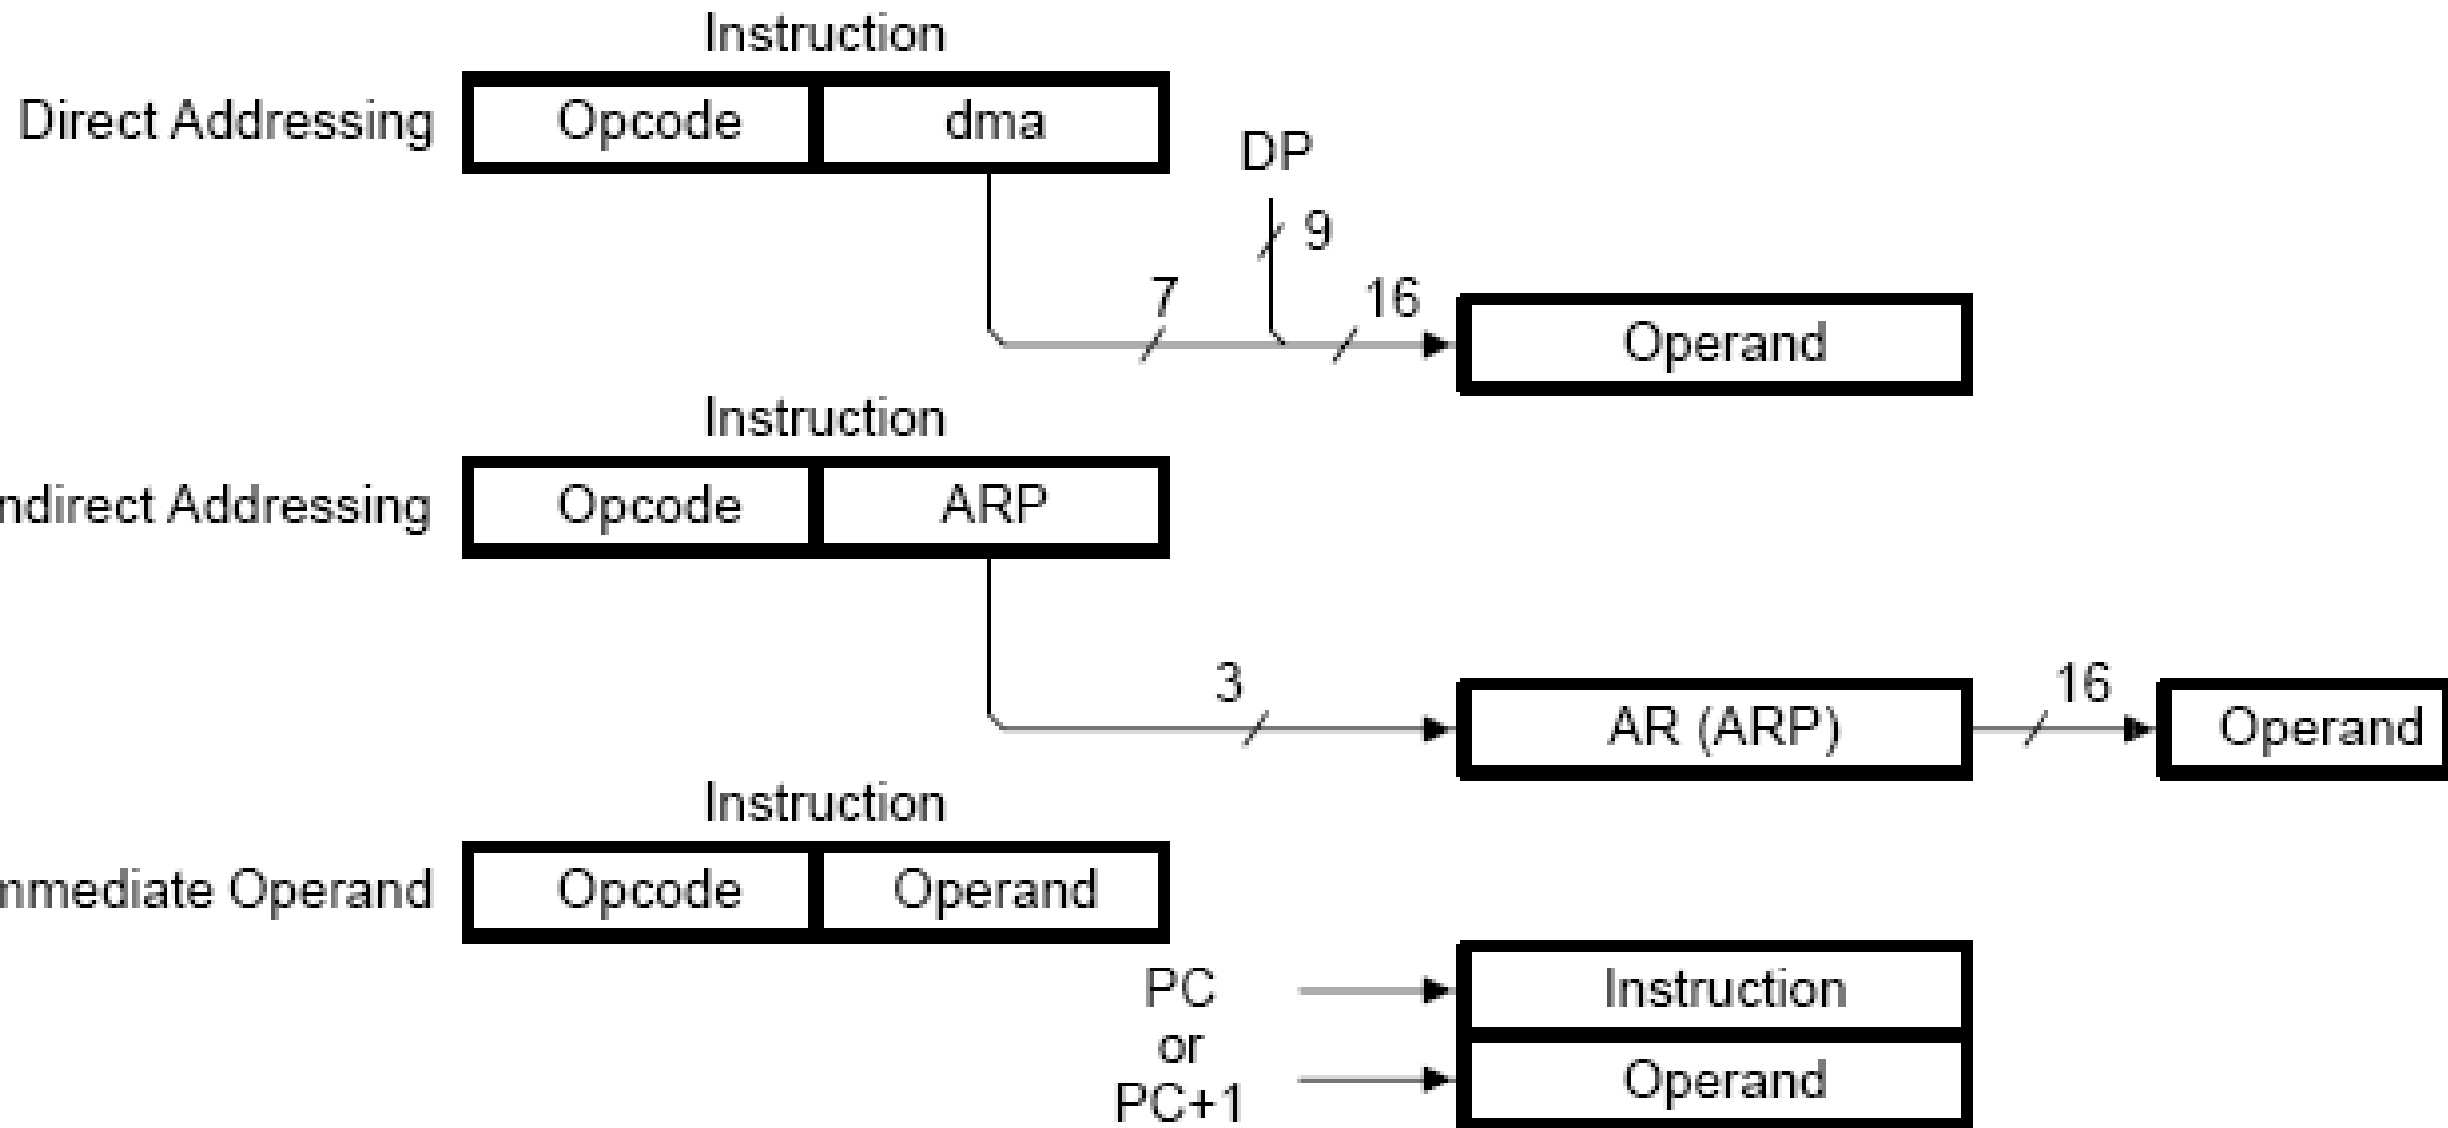 Instruction
Direct Addressing Opcode dma
DP
9
7 16
Operand
Instruction
ndirect Addressing Opcode ARP
3 16
AR (ARP) Operand
Instruction
mmediate Operand Opcode Operand
PC Instruction
or
PC+1 Operand